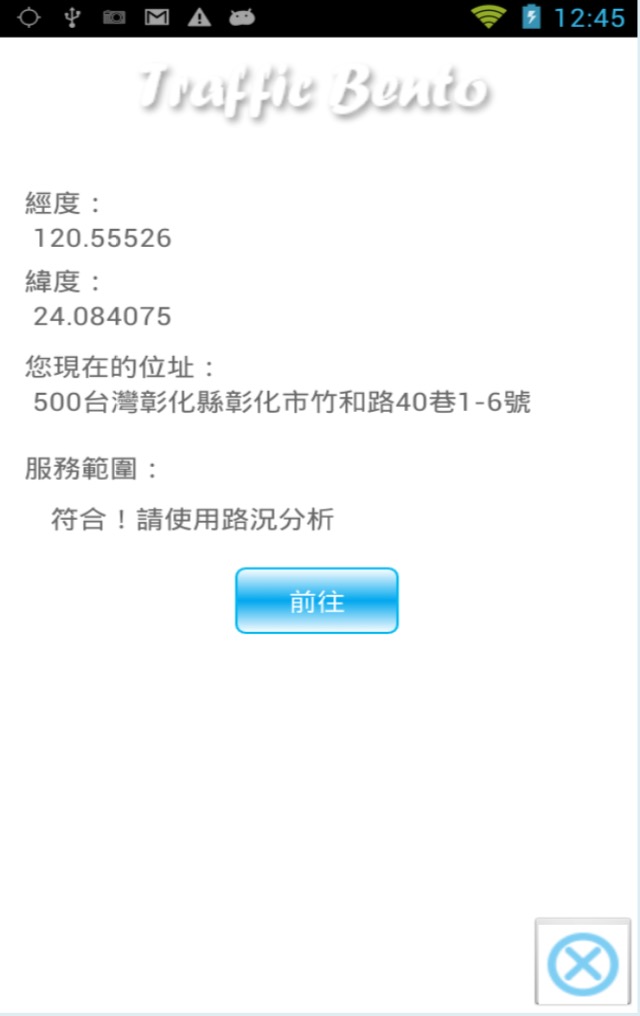 12:45
Traffic Bento
經度：
120.55526
緯度：
24.084075
您現在的位址：
500台灣彰化縣彰化市竹和路40巷1-6號
服務範圍：
符合！請使用路況分析
前往